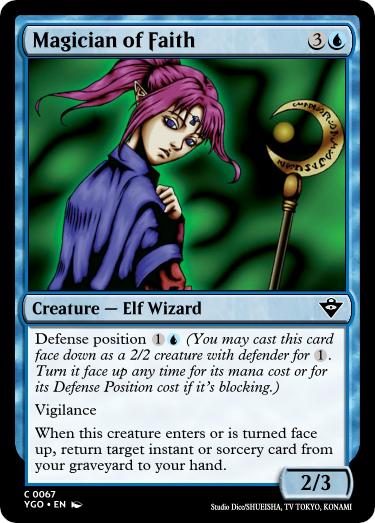 Magician of Faith 3
Creature — Elf Wizard
Defense position 1 (You may cast this card
face down as a 2/2 creature with defender for 1.
Turn it face up any time for its mana cost or for
its Defense Position cost if it's blocking.)
Vigilance
When this creature enters or is turned face
up, return target instant or sorcery card from
your graveyard to your hand.
2/3
C 0067
YGO • EN
Studio Dice/SHUEISHA, TV TOKYO, KONAMI